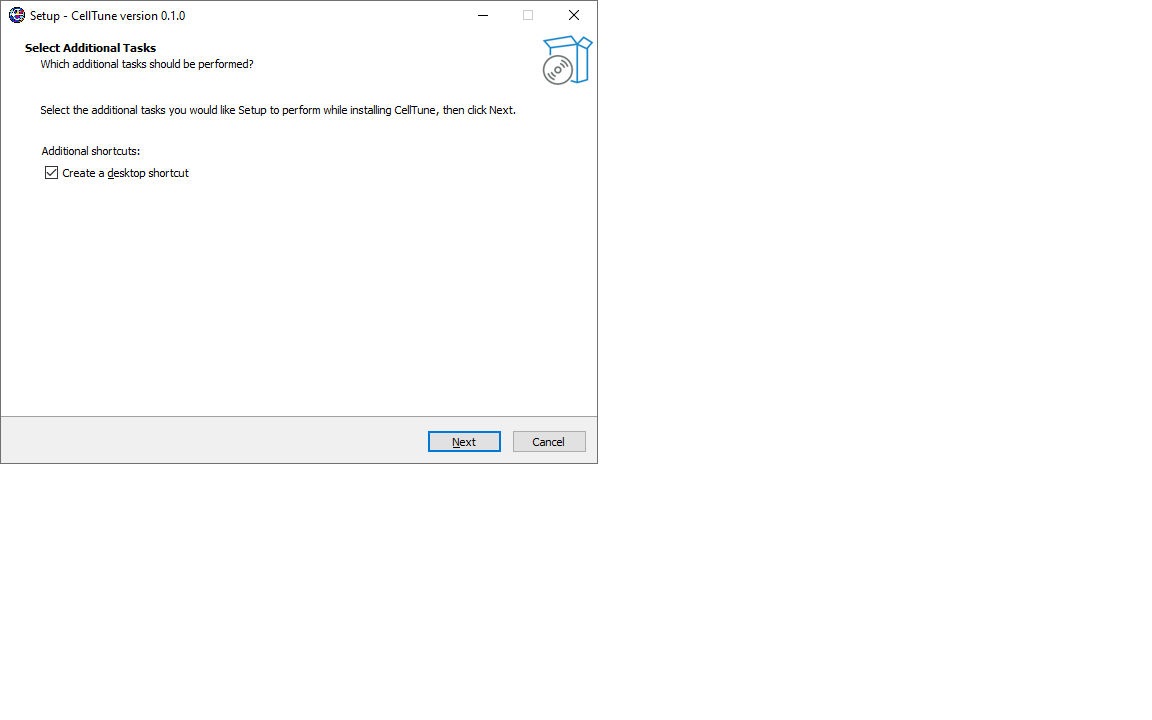 Setup - CellTune version 0.1.0
Select Additional Tasks
Which additional tasks should be performed?
Select the additional tasks you would like Setup to perform while installing CellTune, then click Next.
Additional shortcuts:
Create a desktop shortcut
Next
Cancel